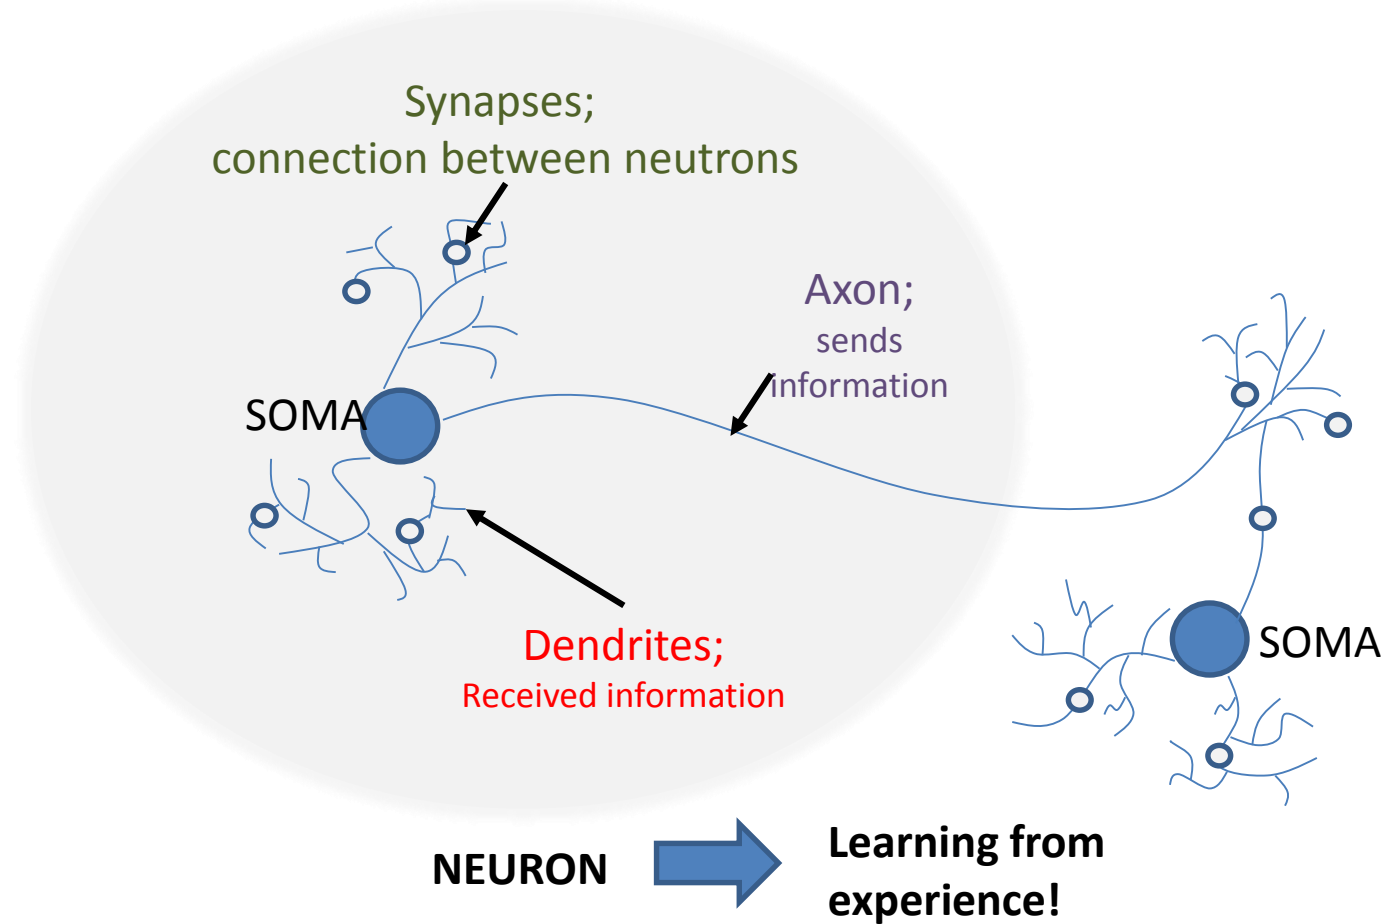 Synapses;
connection between neutrons
Axon;
sends
information
SOMA
Dendrites;
Received information
SOMA
NEURON
Learning from
experience!